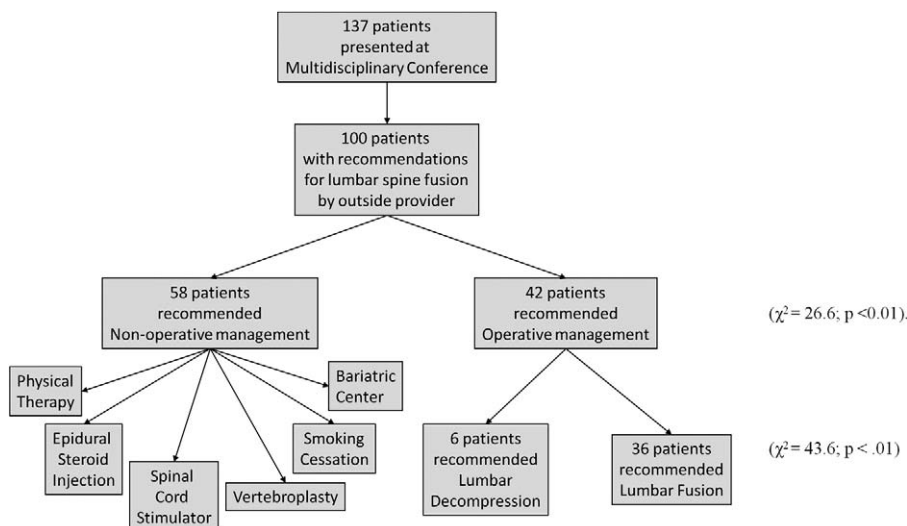 137 patients
presented at
Multidisciplinary Conference
100 patients
with recommendations
for lumbar spine fusion
by outside provider
58 patients
recommended
Non-operative management
42 patients
recommended
Operative management
(χ² = 26.6; p <0.01).
Physical
Therapy
Bariatric
Center
Epidural
Steroid
Injection
Spinal
Cord
Stimulator
Vertebroplasty
Smoking
Cessation
6 patients
recommended
Lumbar
Decompression
36 patients
recommended
Lumbar Fusion
(χ² = 43.6; p < .01)